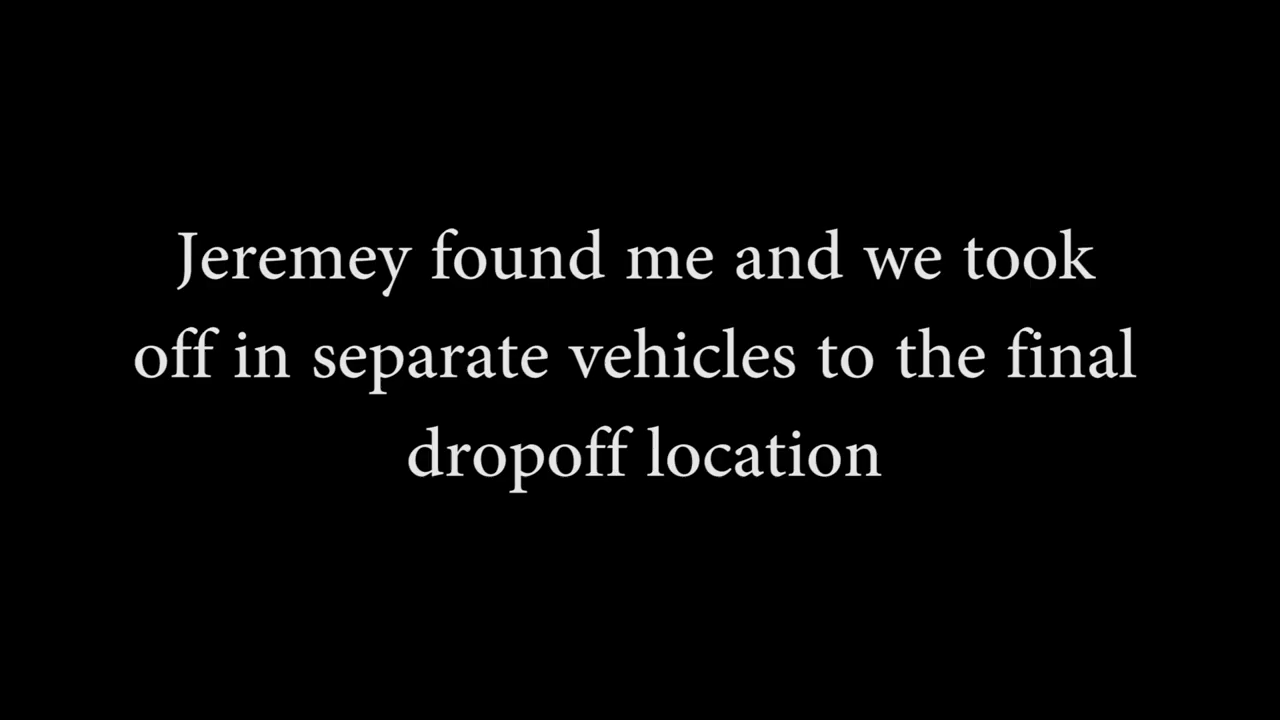 Jeremey found me and we took
off in separate vehicles to the final
dropoff location